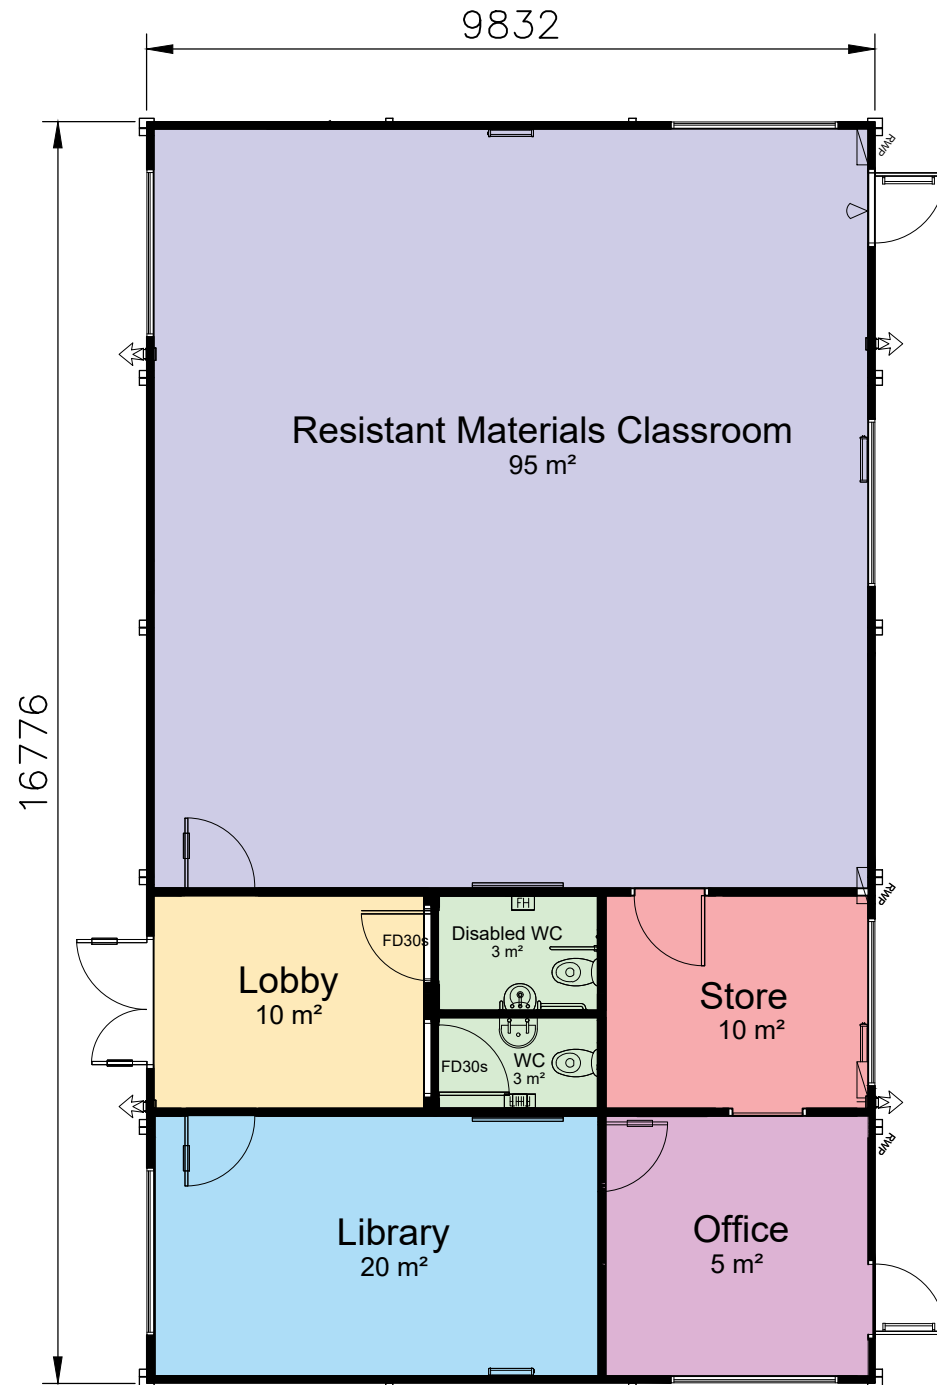 9832
RWP
16776
Resistant Materials Classroom
95 m²
RWP
FH
Disabled WC
3 m²
FD30s
Lobby
10 m²
Store
10 m²
WC
3 m²
FD30s
RWP
Library
20 m²
Office
5 m²